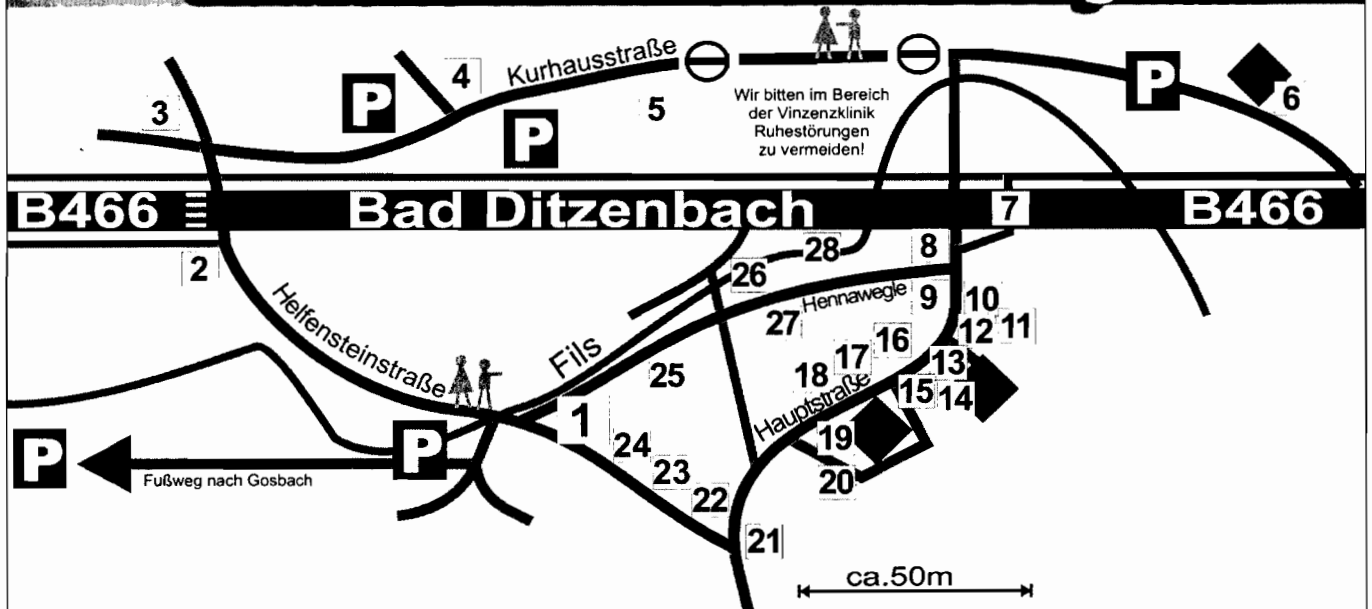 Kurhausstraße
P
4
3
5
P
Wir bitten im Bereich
der Vinzenzklinik
Ruhestörungen
zu vermeiden!
P
6
B466
Bad Ditzenbach
7
B466
2
28
8
26
Helfensteinstraße
Hennawegle
9
10
27
12
11
16
Fils
17
13
25
18
15
14
Hauptstraße
1
19
24
P
P
23
20
Fußweg nach Gosbach
22
21
ca.50m